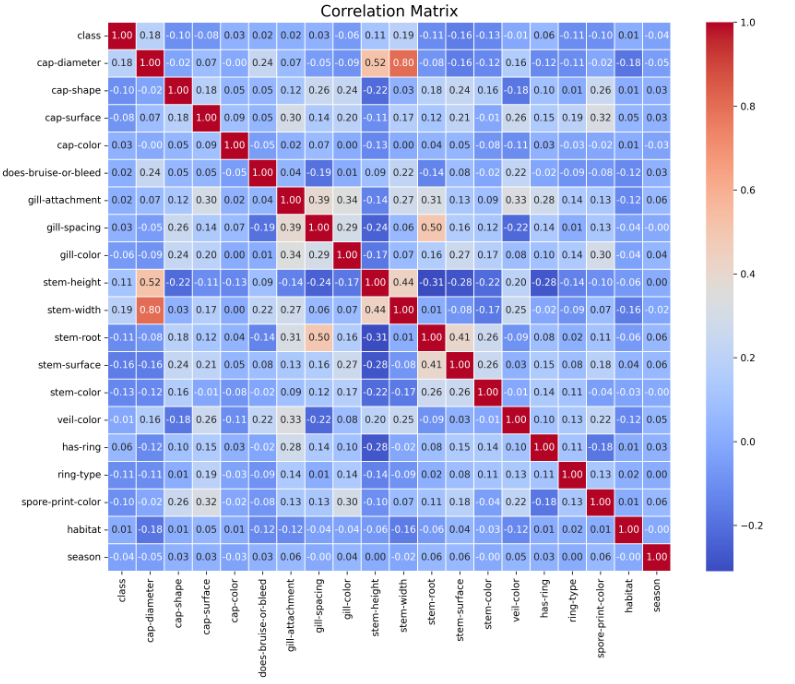 Correlation Matrix
class 1.00 0.18 -0.10 -0.08 0.03 0.02 0.02 0.03 -0.06 0.11 0.19 -0.11 -0.16 -0.13 -0.01 0.06 -0.11 -0.10 0.01 -0.04
cap-diameter 0.18 1.00 -0.02 0.07 -0.00 0.24 0.07 -0.05 -0.09 0.52 0.80 -0.08 -0.16 -0.12 0.16 -0.12 -0.11 -0.02 -0.18 -0.05
cap-shape -0.10 -0.02 1.00 0.18 0.05 0.05 0.12 0.26 0.24 -0.22 0.03 0.18 0.24 0.16 -0.18 0.10 0.01 0.26 0.01 0.03
cap-surface -0.08 0.07 0.18 1.00 0.09 0.05 0.30 0.14 0.20 -0.11 0.17 0.12 0.21 -0.01 0.26 0.15 0.19 0.32 0.05 0.03
cap-color 0.03 -0.00 0.05 0.09 1.00 -0.05 0.02 0.07 0.00 -0.13 0.00 0.04 0.05 -0.08 -0.11 0.03 -0.03 -0.02 0.01 -0.03
does-bruise-or-bleed 0.02 0.24 0.05 0.05 -0.05 1.00 0.04 -0.19 0.01 0.09 0.22 -0.14 0.08 -0.02 0.22 -0.02 -0.09 -0.08 -0.12 0.03
gill-attachment 0.02 0.07 0.12 0.30 0.02 0.04 1.00 0.39 0.34 -0.14 0.27 0.31 0.13 0.09 0.33 0.28 0.14 0.13 -0.12 0.06
gill-spacing 0.03 -0.05 0.26 0.14 0.07 -0.19 0.39 1.00 0.29 -0.24 0.06 0.50 0.16 0.12 -0.22 0.14 0.01 0.13 -0.04 -0.00
gill-color -0.06 -0.09 0.24 0.20 0.00 0.01 0.34 0.29 1.00 -0.17 0.07 0.16 0.27 0.17 0.08 0.10 0.14 0.30 -0.04 0.04
stem-height 0.11 0.52 -0.22 -0.11 -0.13 0.09 -0.14 -0.24 -0.17 1.00 0.44 -0.31 -0.28 -0.22 0.20 -0.28 -0.14 -0.10 -0.06 0.00
stem-width 0.19 0.80 0.03 0.17 0.00 0.22 0.27 0.06 0.07 0.44 1.00 0.01 -0.08 -0.17 0.25 -0.02 -0.09 0.07 -0.16 -0.02
stem-root -0.11 -0.08 0.18 0.12 0.04 -0.14 0.31 0.50 0.16 -0.31 0.01 1.00 0.41 0.26 -0.09 0.08 0.02 0.11 -0.06 0.06
stem-surface -0.16 -0.16 0.24 0.21 0.05 0.08 0.13 0.16 0.27 -0.28 -0.08 0.41 1.00 0.26 0.03 0.15 0.08 0.18 0.04 0.06
stem-color -0.13 -0.12 0.16 -0.01 -0.08 -0.02 0.09 0.12 0.17 -0.22 -0.17 0.26 0.26 1.00 -0.01 0.14 0.11 -0.04 -0.03 -0.00
veil-color -0.01 0.16 -0.18 0.26 -0.11 0.22 0.33 -0.22 0.08 0.20 0.25 -0.09 0.03 -0.01 1.00 0.10 0.13 0.22 -0.12 0.05
has-ring 0.06 -0.12 0.10 0.15 0.03 -0.02 0.28 0.14 0.10 -0.28 -0.02 0.08 0.15 0.14 0.10 1.00 0.11 -0.18 0.01 0.03
ring-type -0.11 -0.11 0.01 0.19 -0.03 -0.09 0.14 0.01 0.14 -0.14 -0.09 0.02 0.08 0.11 0.13 0.11 1.00 0.13 0.02 0.00
spore-print-color -0.10 -0.02 0.26 0.32 -0.02 -0.08 0.13 0.13 0.30 -0.10 0.07 0.11 0.18 -0.04 0.22 -0.18 0.13 1.00 0.01 0.06
habitat 0.01 -0.18 0.01 0.05 0.01 -0.12 -0.12 -0.04 -0.04 -0.06 -0.16 -0.06 0.04 -0.03 -0.12 0.01 0.02 0.01 1.00 -0.00
season -0.04 -0.05 0.03 0.03 -0.03 0.03 0.06 -0.00 0.04 0.00 -0.02 0.06 0.06 -0.00 0.05 0.03 0.00 0.06 -0.00 1.00
class cap-diameter cap-shape cap-surface cap-color does-bruise-or-bleed gill-attachment gill-spacing gill-color stem-height stem-width stem-root stem-surface stem-color veil-color has-ring ring-type spore-print-color habitat season
1.0
0.8
0.6
0.4
0.2
0.0
−0.2